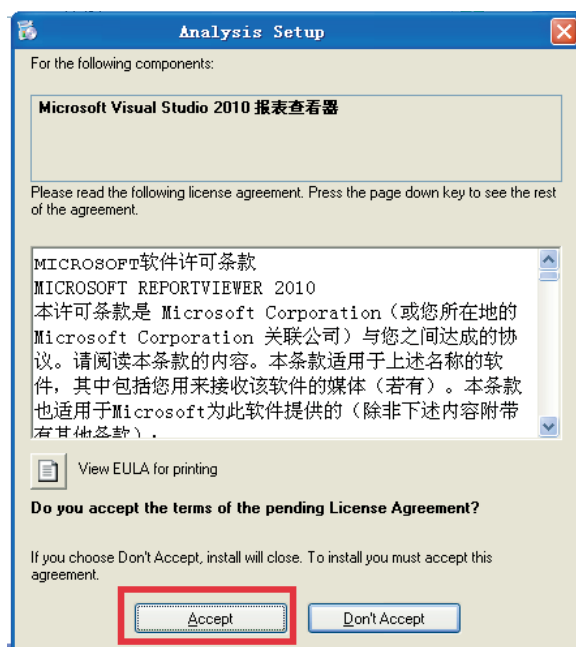 Analysis Setup
For the following components:
Microsoft Visual Studio 2010 报表查看器
Please read the following license agreement. Press the page down key to see the rest
of the agreement.
MICROSOFT软件许可条款
MICROSOFT REPORTVIEWER 2010
本许可条款是 Microsoft Corporation（或您所在地的
Microsoft Corporation 关联公司）与您之间达成的协
议。请阅读本条款的内容。本条款适用于上述名称的软
件，其中包括您用来接收该软件的媒体（若有）。本条款
也适用于Microsoft为此软件提供的（除非下述内容附带
有其他条款）：
View EULA for printing
Do you accept the terms of the pending License Agreement?
If you choose Don't Accept, install will close. To install you must accept this
agreement.
Accept
Don't Accept